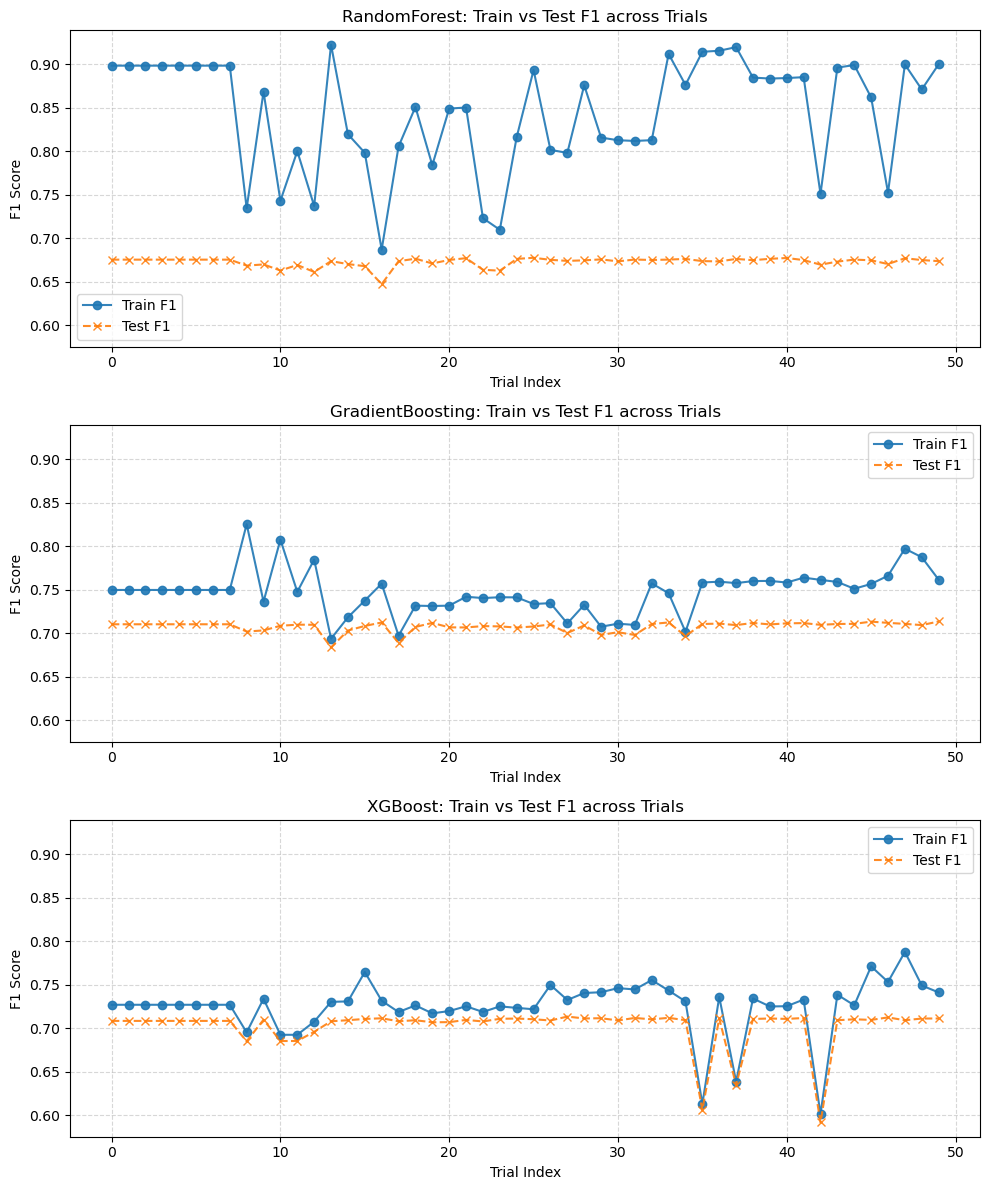 RandomForest: Train vs Test F1 across Trials
0.90
0.85
0.80
0.75
0.70
0.65
0.60
F1 Score
Train F1
Test F1
0 10 20 30 40 50
Trial Index
GradientBoosting: Train vs Test F1 across Trials
0.90
0.85
0.80
0.75
0.70
0.65
0.60
F1 Score
Train F1
Test F1
0 10 20 30 40 50
Trial Index
XGBoost: Train vs Test F1 across Trials
0.90
0.85
0.80
0.75
0.70
0.65
0.60
F1 Score
Train F1
Test F1
0 10 20 30 40 50
Trial Index